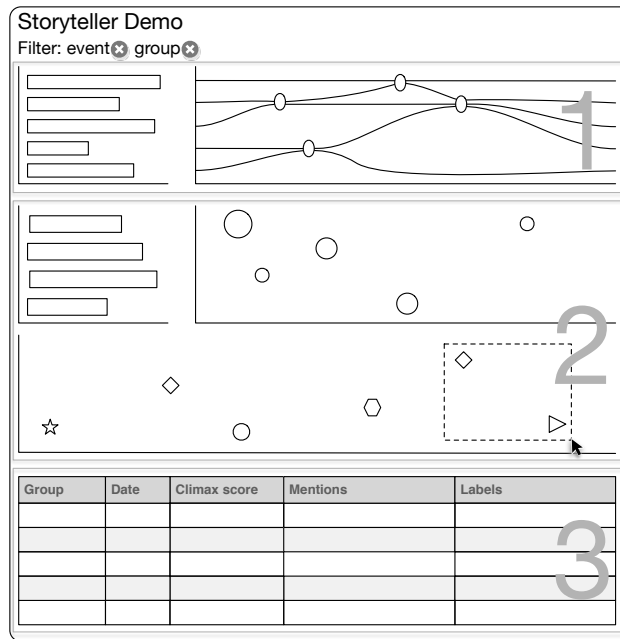 Storyteller Demo
Filter: event group
1
2
Group Date Climax score Mentions Labels
3